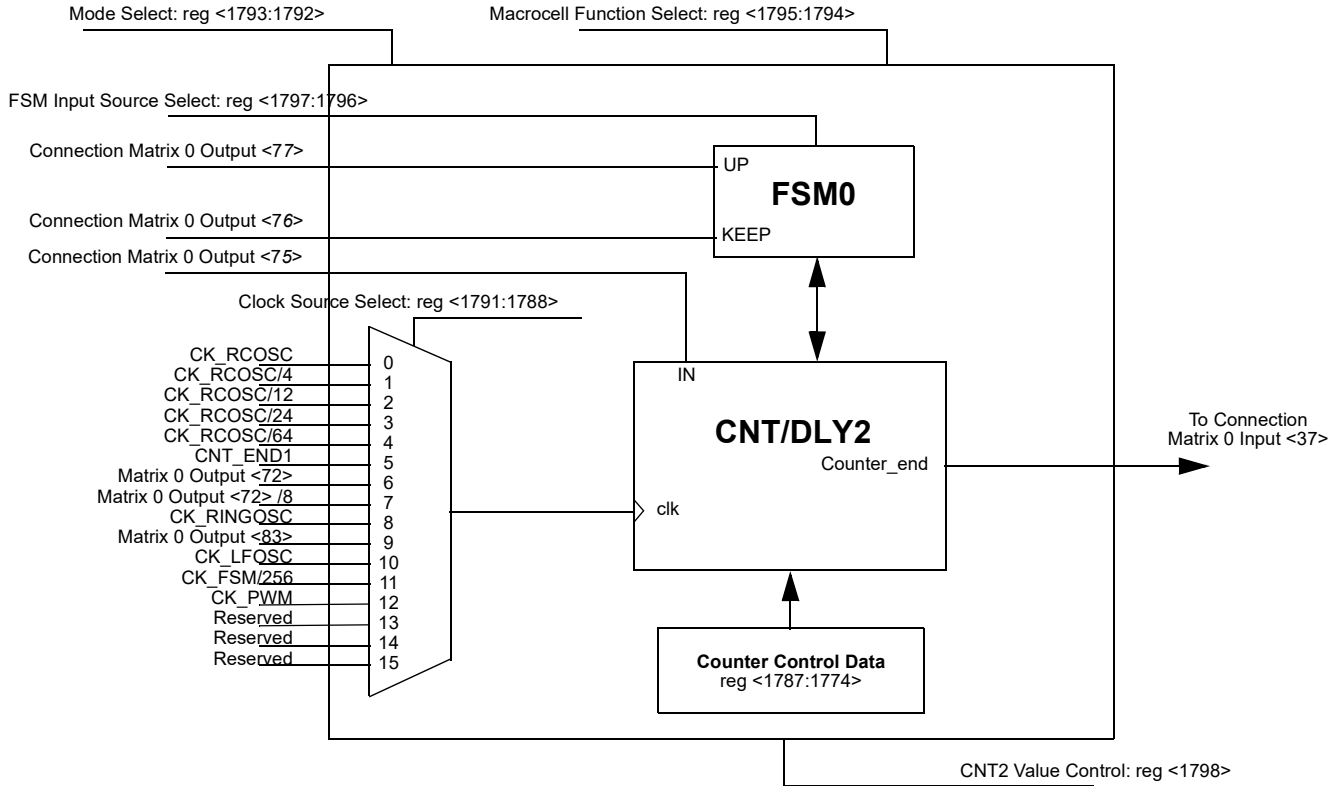 Mode Select: reg <1793:1792>
Macrocell Function Select: reg <1795:1794>
FSM Input Source Select: reg <1797:1796>
Connection Matrix 0 Output <77>
UP
FSM0
Connection Matrix 0 Output <76>
KEEP
Connection Matrix 0 Output <75>
Clock Source Select: reg <1791:1788>
CK_RCOSC 0
CK_RCOSC/4 1
CK_RCOSC/12 2
CK_RCOSC/24 3
CK_RCOSC/64 4
CNT_END1 5
Matrix 0 Output <72> 6
Matrix 0 Output <72> /8 7
CK_RINGOSC 8
Matrix 0 Output <83> 9
CK_LFOSC 10
CK_FSM/256 11
CK_PWM 12
Reserved 13
Reserved 14
Reserved 15
IN
CNT/DLY2
Counter_end
clk
To Connection
Matrix 0 Input <37>
Counter Control Data
reg <1787:1774>
CNT2 Value Control: reg <1798>